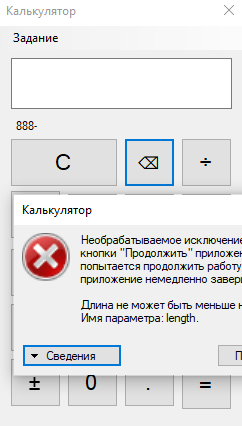 Калькулятор
Задание
888-
C ⌫ ÷
Калькулятор
Необрабатываемое исключение
кнопки "Продолжить" приложен
попытается продолжить работу
приложение немедленно завер
Длина не может быть меньше н
Имя параметра: length.
Сведения
П
± 0 . =